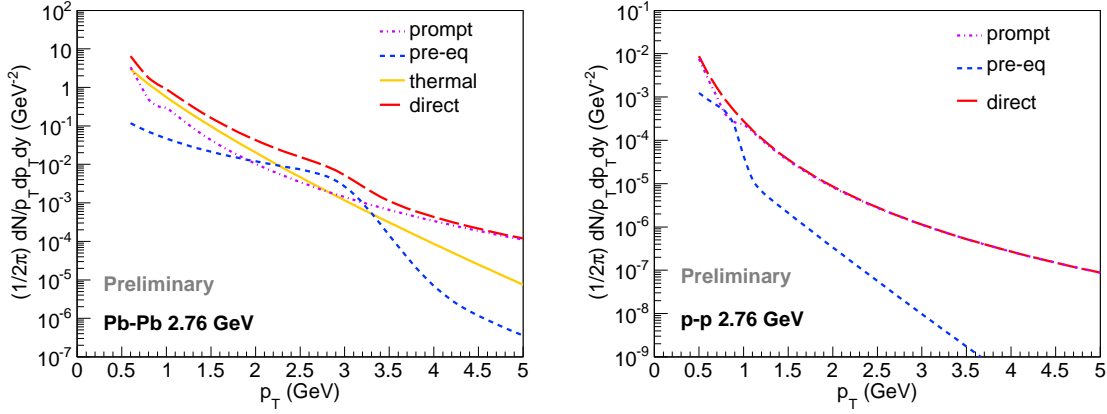 (1/2π) dN/p_T dp_T dy (GeV⁻²)
10²
10
1
10⁻¹
10⁻²
10⁻³
10⁻⁴
10⁻⁵
10⁻⁶
10⁻⁷
prompt
pre-eq
thermal
direct
Preliminary
Pb-Pb 2.76 GeV
0 0.5 1 1.5 2 2.5 3 3.5 4 4.5 5
p_T (GeV)
(1/2π) dN/p_T dp_T dy (GeV⁻²)
10⁻¹
10⁻²
10⁻³
10⁻⁴
10⁻⁵
10⁻⁶
10⁻⁷
10⁻⁸
10⁻⁹
prompt
pre-eq
direct
Preliminary
p-p 2.76 GeV
0 0.5 1 1.5 2 2.5 3 3.5 4 4.5 5
p_T (GeV)